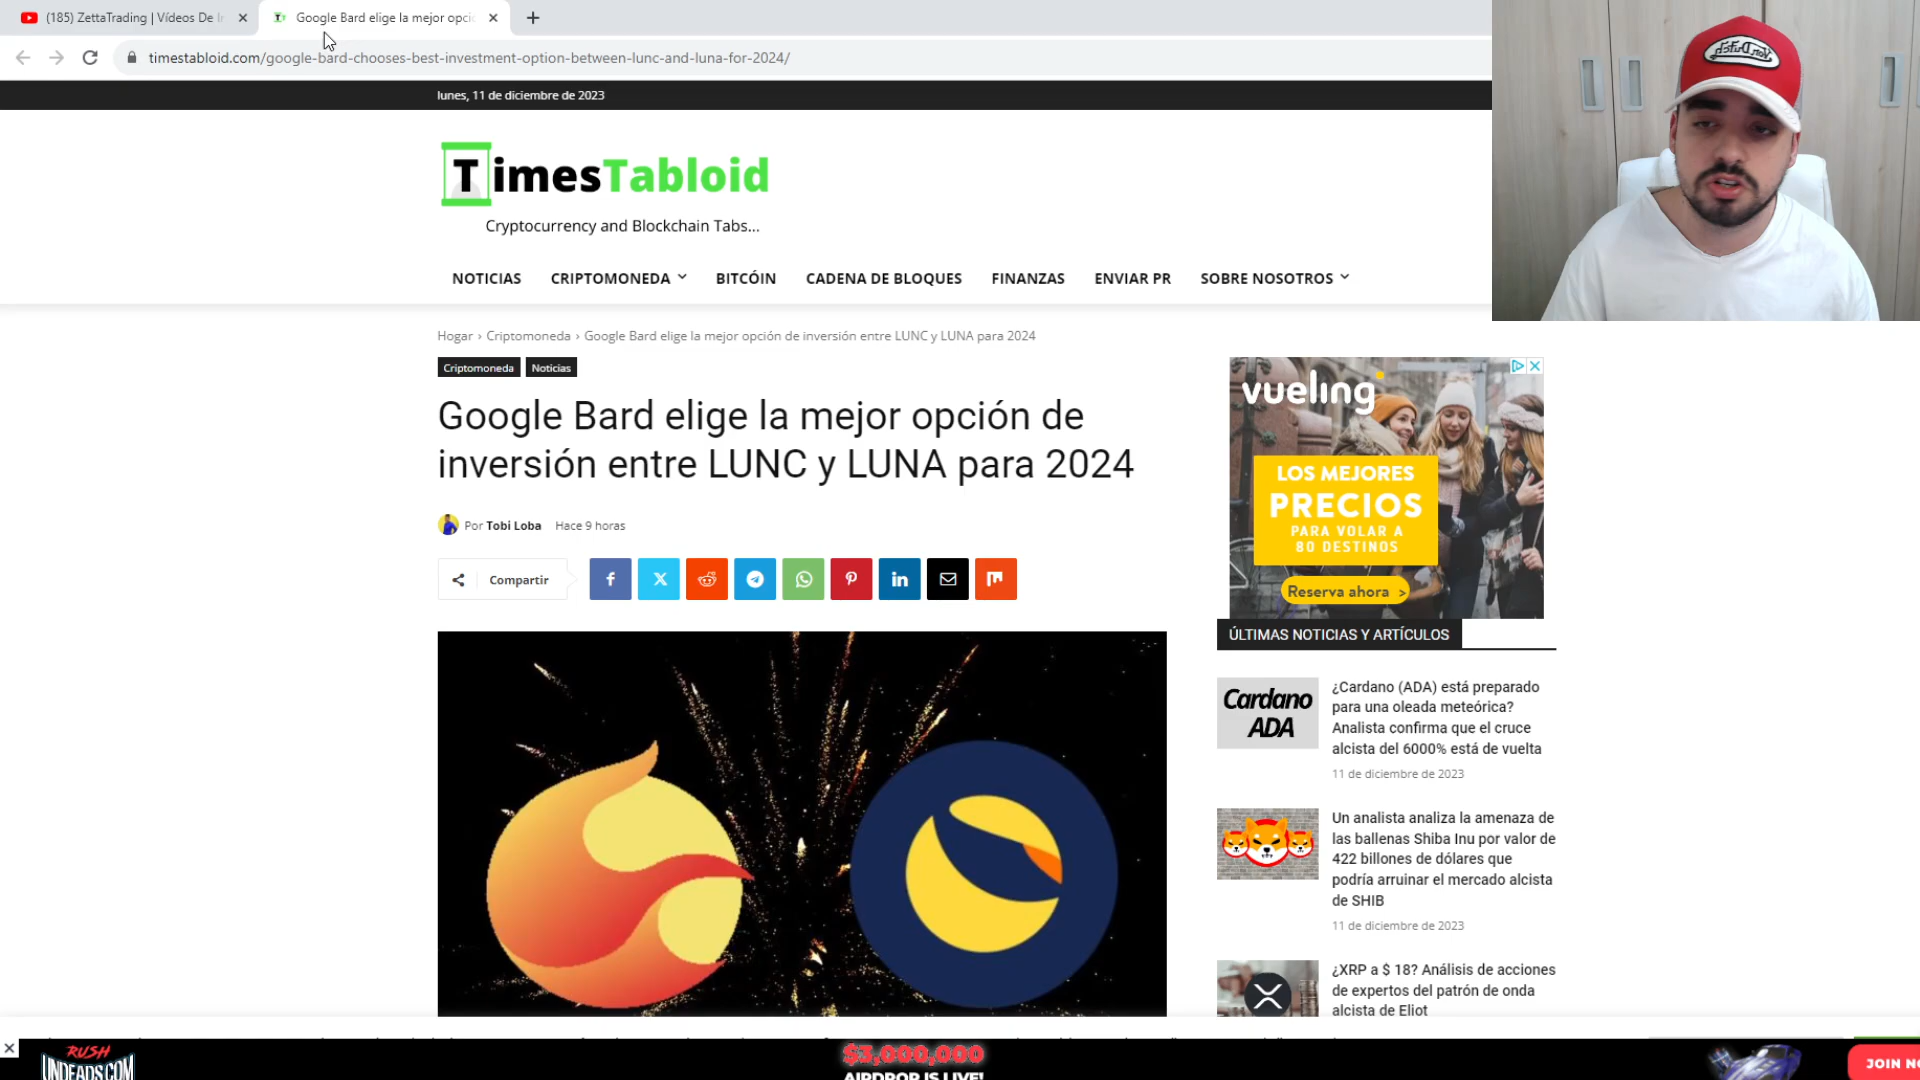 (185) ZettaTrading | Vídeos De I
Google Bard elige la mejor opci
timestabloid.com/google-bard-chooses-best-investment-option-between-lunc-and-luna-for-2024/
lunes, 11 de diciembre de 2023
TimesTabloid
Cryptocurrency and Blockchain Tabs...
NOTICIAS
CRIPTOMONEDA
BITCÓIN
CADENA DE BLOQUES
FINANZAS
ENVIAR PR
SOBRE NOSOTROS
Hogar › Criptomoneda › Google Bard elige la mejor opción de inversión entre LUNC y LUNA para 2024
Criptomoneda
Noticias
Google Bard elige la mejor opción de
inversión entre LUNC y LUNA para 2024
Por Tobi Loba Hace 9 horas
Compartir
Von Dutch
vueling
LOS MEJORES
PRECIOS
PARA VOLAR A
80 DESTINOS
Reserva ahora >
ÚLTIMAS NOTICIAS Y ARTÍCULOS
Cardano
ADA
¿Cardano (ADA) está preparado
para una oleada meteórica?
Analista confirma que el cruce
alcista del 6000% está de vuelta
11 de diciembre de 2023
Un analista analiza la amenaza de
las ballenas Shiba Inu por valor de
422 billones de dólares que
podría arruinar el mercado alcista
de SHIB
11 de diciembre de 2023
¿XRP a $ 18? Análisis de acciones
de expertos del patrón de onda
alcista de Eliot
RUSH
UNDEADS.COM
$3,000,000
AIRDROP IS LIVE!
JOIN N